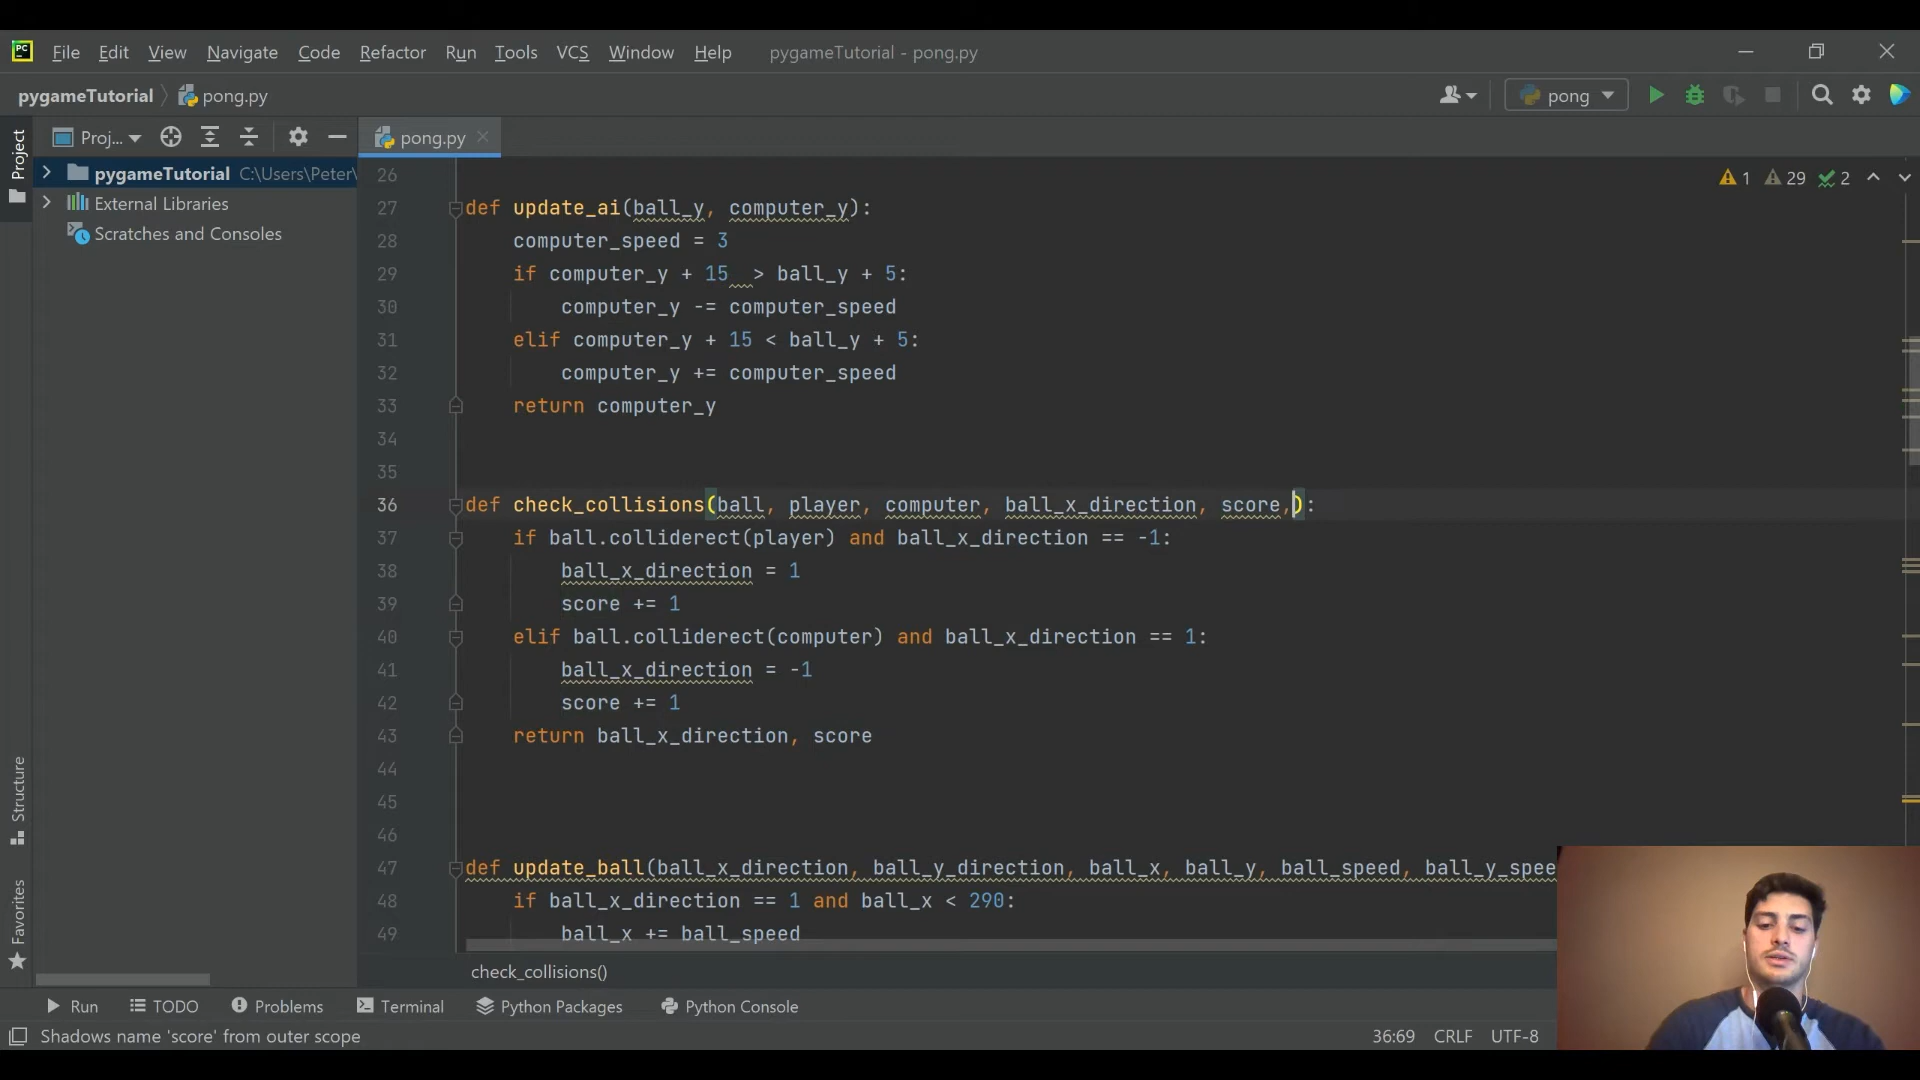 PC File Edit View Navigate Code Refactor Run Tools VCS Window Help pygameTutorial - pong.py
pygameTutorial pong.py pong
Project
Proj... pong.py
pygameTutorial C:\Users\Peter\
External Libraries
Scratches and Consoles
1 29 2
26
27 def update_ai(ball_y, computer_y):
28 computer_speed = 3
29 if computer_y + 15  > ball_y + 5:
30 computer_y -= computer_speed
31 elif computer_y + 15 < ball_y + 5:
32 computer_y += computer_speed
33 return computer_y
34
35
36 def check_collisions(ball, player, computer, ball_x_direction, score,):
37 if ball.colliderect(player) and ball_x_direction == -1:
38 ball_x_direction = 1
39 score += 1
40 elif ball.colliderect(computer) and ball_x_direction == 1:
41 ball_x_direction = -1
42 score += 1
43 return ball_x_direction, score
44
45
46
47 def update_ball(ball_x_direction, ball_y_direction, ball_x, ball_y, ball_speed, ball_y_spee
48 if ball_x_direction == 1 and ball_x < 290:
49 ball_x += ball_speed
Structure
Favorites
check_collisions()
Run TODO Problems Terminal Python Packages Python Console
Shadows name 'score' from outer scope 36:69 CRLF UTF-8